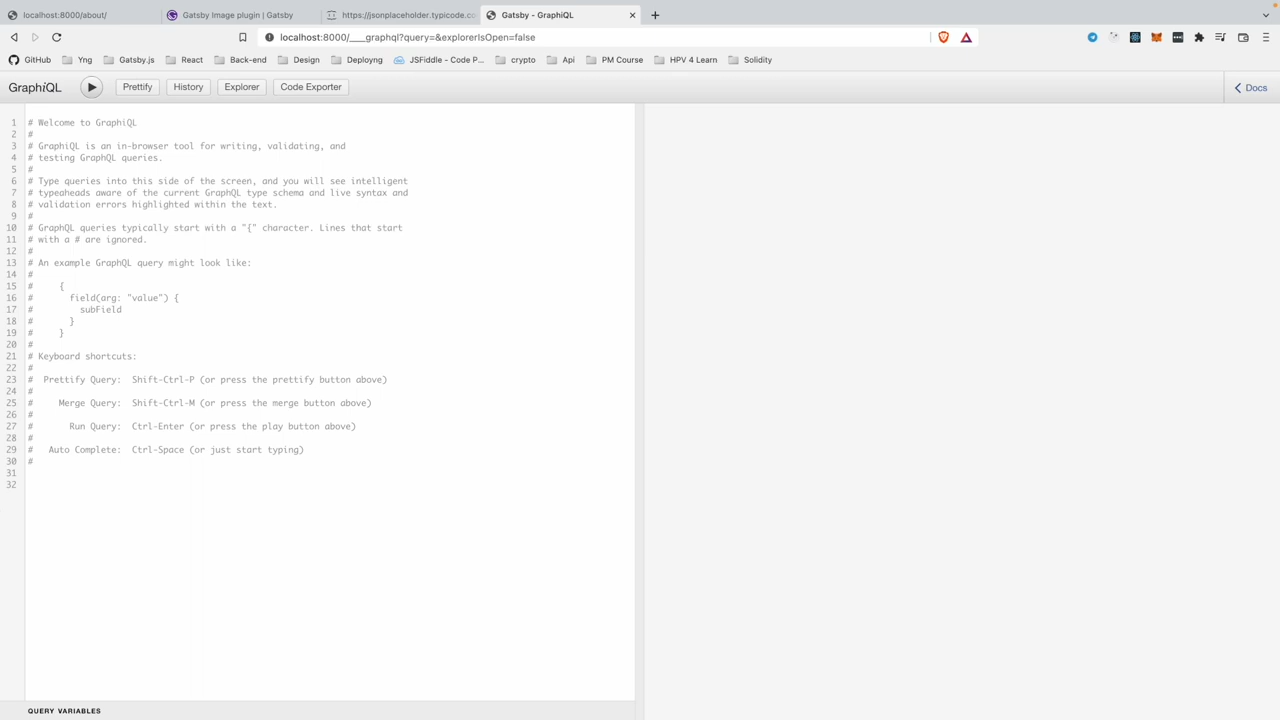 localhost:8000/about/
Gatsby Image plugin | Gatsby
https://jsonplaceholder.typicode.co
Gatsby - GraphiQL
localhost:8000/___graphql?query=&explorerIsOpen=false
GitHub
Yng
Gatsby.js
React
Back-end
Design
Deployng
JSFiddle - Code P...
crypto
Api
PM Course
HPV 4 Learn
Solidity
GraphiQL
Prettify
History
Explorer
Code Exporter
Docs
1 # Welcome to GraphiQL
2 #
3 # GraphiQL is an in-browser tool for writing, validating, and
4 # testing GraphQL queries.
5 #
6 # Type queries into this side of the screen, and you will see intelligent
7 # typeaheads aware of the current GraphQL type schema and live syntax and
8 # validation errors highlighted within the text.
9 #
10 # GraphQL queries typically start with a "{" character. Lines that start
11 # with a # are ignored.
12 #
13 # An example GraphQL query might look like:
14 #
15 #     {
16 #       field(arg: "value") {
17 #         subField
18 #       }
19 #     }
20 #
21 # Keyboard shortcuts:
22 #
23 #  Prettify Query:  Shift-Ctrl-P (or press the prettify button above)
24 #
25 #     Merge Query:  Shift-Ctrl-M (or press the merge button above)
26 #
27 #       Run Query:  Ctrl-Enter (or press the play button above)
28 #
29 #   Auto Complete:  Ctrl-Space (or just start typing)
30 #
31
32
QUERY VARIABLES